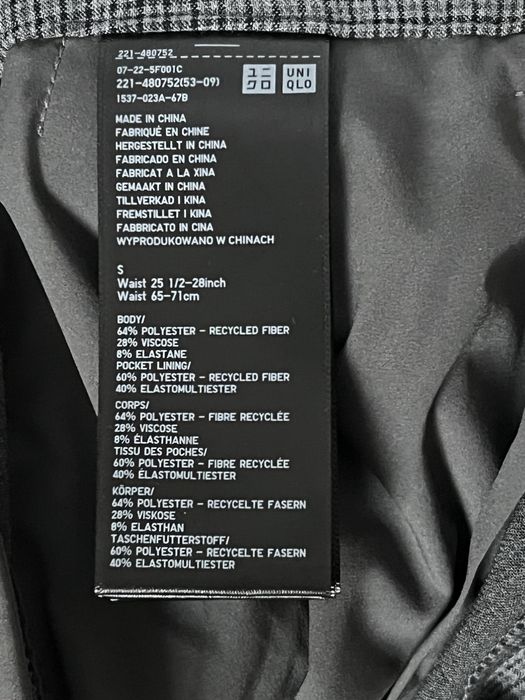 221-480752
07-22-5F001C
221-480752(53-09)
1537-023A-67B
ユニ
クロ
UNI
QLO
MADE IN CHINA
FABRIQUÉ EN CHINE
HERGESTELLT IN CHINA
FABRICADO EN CHINA
FABRICAT A LA XINA
GEMAAKT IN CHINA
TILLVERKAD I KINA
FREMSTILLET I KINA
FABBRICATO IN CINA
WYPRODUKOWANO W CHINACH
S
Waist 25 1/2-28inch
Waist 65-71cm
BODY/
64% POLYESTER - RECYCLED FIBER
28% VISCOSE
8% ELASTANE
POCKET LINING/
60% POLYESTER - RECYCLED FIBER
40% ELASTOMULTIESTER
CORPS/
64% POLYESTER - FIBRE RECYCLÉE
28% VISCOSE
8% ÉLASTHANNE
TISSU DES POCHES/
60% POLYESTER - FIBRE RECYCLÉE
40% ÉLASTOMULTIESTER
KÖRPER/
64% POLYESTER - RECYCELTE FASERN
28% VISKOSE
8% ELASTHAN
TASCHENFUTTERSTOFF/
60% POLYESTER - RECYCELTE FASERN
40% ELASTOMULTIESTER